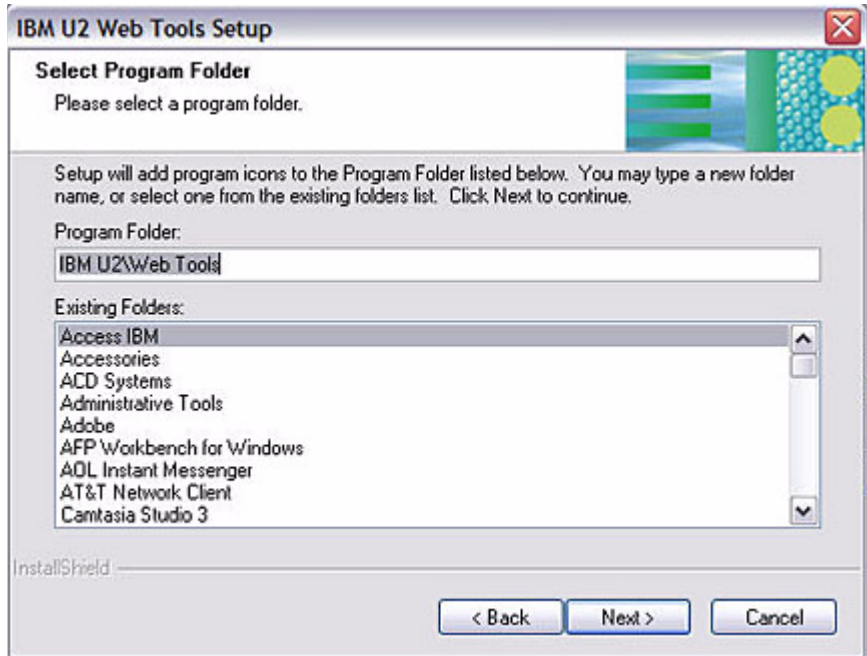 IBM U2 Web Tools Setup
Select Program Folder
Please select a program folder.
Setup will add program icons to the Program Folder listed below. You may type a new folder
name, or select one from the existing folders list. Click Next to continue.
Program Folder:
IBM U2\Web Tools
Existing Folders:
Access IBM
Accessories
ACD Systems
Administrative Tools
Adobe
AFP Workbench for Windows
AOL Instant Messenger
AT&T Network Client
Camtasia Studio 3
InstallShield
< Back
Next >
Cancel